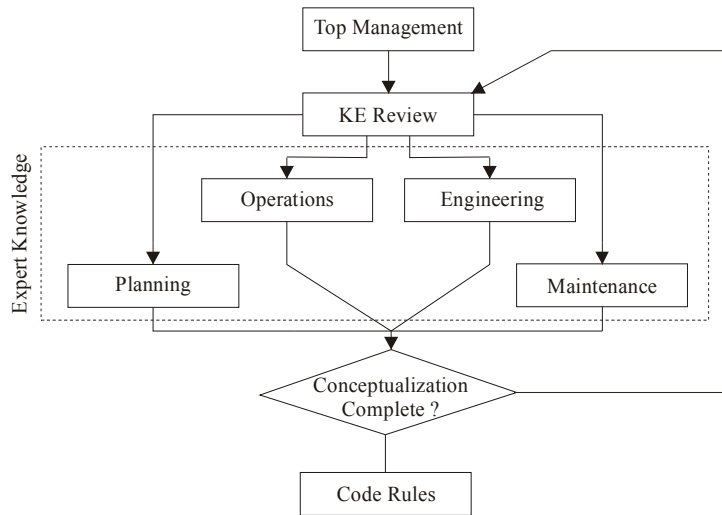 Top Management
KE Review
Expert Knowledge
Operations
Engineering
Planning
Maintenance
Conceptualization
Complete ?
Code Rules